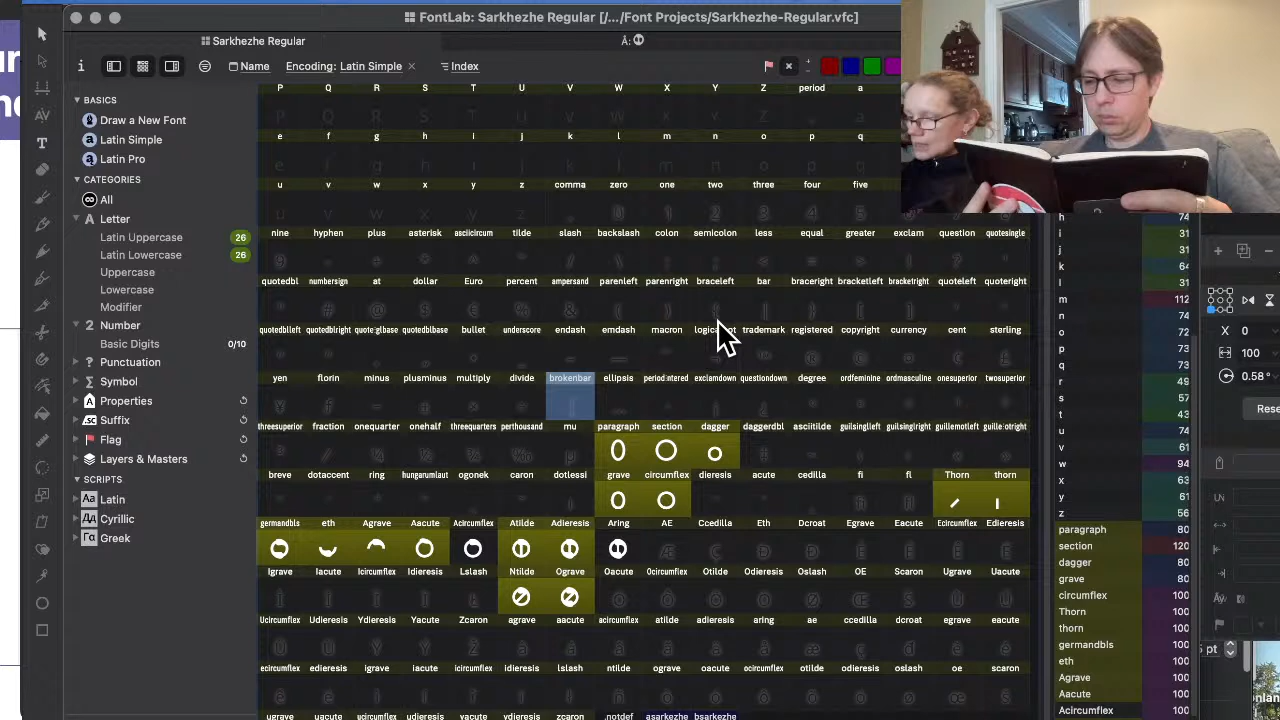 FontLab: Sarkhezhe Regular [/.../Font Projects/Sarkhezhe-Regular.vfc]
Sarkhezhe Regular
Name Encoding: Latin Simple Index
BASICS
Draw a New Font
Latin Simple
Latin Pro
CATEGORIES
All
Letter
Latin Uppercase 26
Latin Lowercase 26
Uppercase
Lowercase
Modifier
Number
Basic Digits 0/10
Punctuation
Symbol
Properties
Suffix
Flag
Layers & Masters
SCRIPTS
Latin
Cyrillic
Greek
P Q R S T U V W X Y Z period a
e f g h i j k l m n o p q
u v w x y z comma zero one two three four five
nine hyphen plus asterisk asciicircum tilde slash backslash colon semicolon less equal greater exclam question quotesingle
quotedbl numbersign at dollar Euro percent ampersand parenleft parenright braceleft bar braceright bracketleft bracketright quoteleft quoteright
quotedblleft quotedblright quotesinglbase quotedblbase bullet underscore endash emdash macron trademark registered copyright currency cent sterling
yen florin minus plusminus multiply divide brokenbar ellipsis periodcentered exclamdown questiondown degree ordfeminine ordmasculine onesuperior twosuperior
threesuperior fraction onequarter onehalf threequarters perthousand mu paragraph section dagger daggerdbl asciitilde guilsinglleft guilsinglright guillemotleft guillemotright
breve dotaccent ring hungarumlaut ogonek caron dotlessi grave circumflex dieresis acute cedilla fi fl Thorn thorn
germandbls eth Agrave Aacute Acircumflex Atilde Adieresis Aring AE Ccedilla Eth Dcroat Egrave Eacute Ecircumflex Edieresis
Igrave Iacute Icircumflex Idieresis Lslash Ntilde Ograve Oacute Ocircumflex Otilde Odieresis Oslash OE Scaron Ugrave Uacute
Ucircumflex Udieresis Ydieresis Yacute Zcaron agrave aacute acircumflex atilde adieresis aring ae ccedilla dcroat egrave eacute
ecircumflex edieresis igrave iacute icircumflex idieresis lslash ntilde ograve oacute ocircumflex otilde odieresis oslash oe scaron
ugrave uacute ucircumflex udieresis yacute ydieresis zcaron .notdef asarkezhe bsarkezhe
h 74
i 31
j 31
k 64
l 31
m 112
n 74
o 72
p 73
q 73
r 49
s 57
t 43
u 74
v 61
w 94
x 63
y 61
z 56
paragraph 80
section 120
dagger 80
grave 80
circumflex 100
Thorn 100
thorn 100
germandbls 100
eth 100
Agrave 100
Aacute 100
Acircumflex 100
X 0
100
0.58°
5 pt